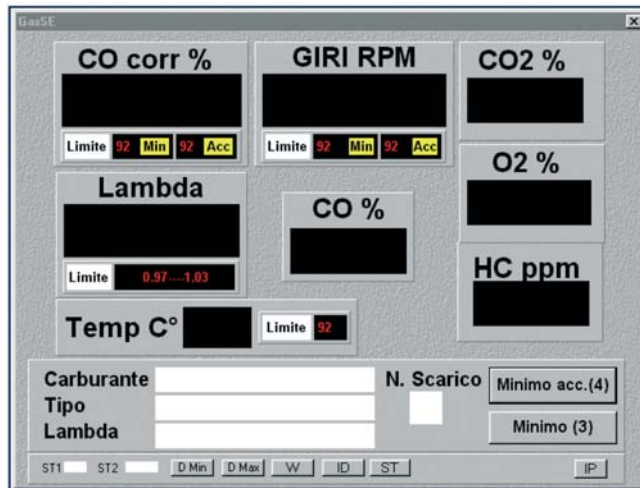 GasSE
CO corr %
Limite 92 Min 92 Acc
GIRI RPM
Limite 92 Min 92 Acc
CO2 %
O2 %
Lambda
Limite 0.97----1.03
CO %
HC ppm
Temp C° Limite 92
Carburante
Tipo
Lambda
N. Scarico
Minimo acc.(4)
Minimo (3)
ST1 ST2 D Min D Max W ID ST IP